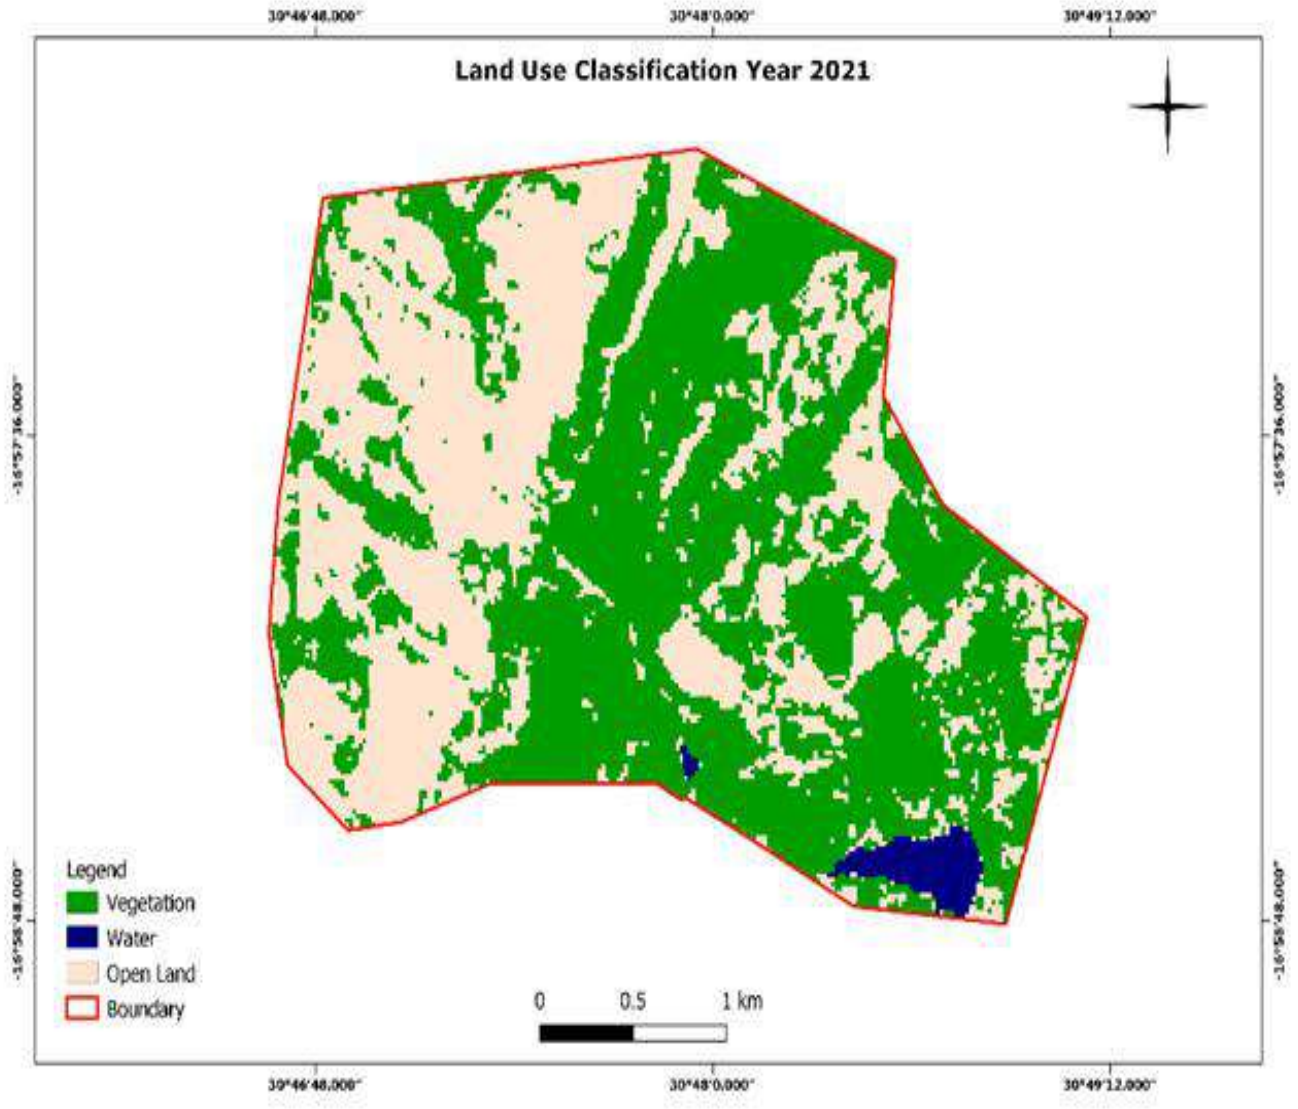 30°46'48.000"
30°48'0.000"
30°49'12.000"
Land Use Classification Year 2021
-16°57'36.000"
-16°57'36.000"
-16°58'48.000"
-16°58'48.000"
Legend
Vegetation
Water
Open Land
Boundary
0 0.5 1 km
30°46'48.000"
30°48'0.000"
30°49'12.000"